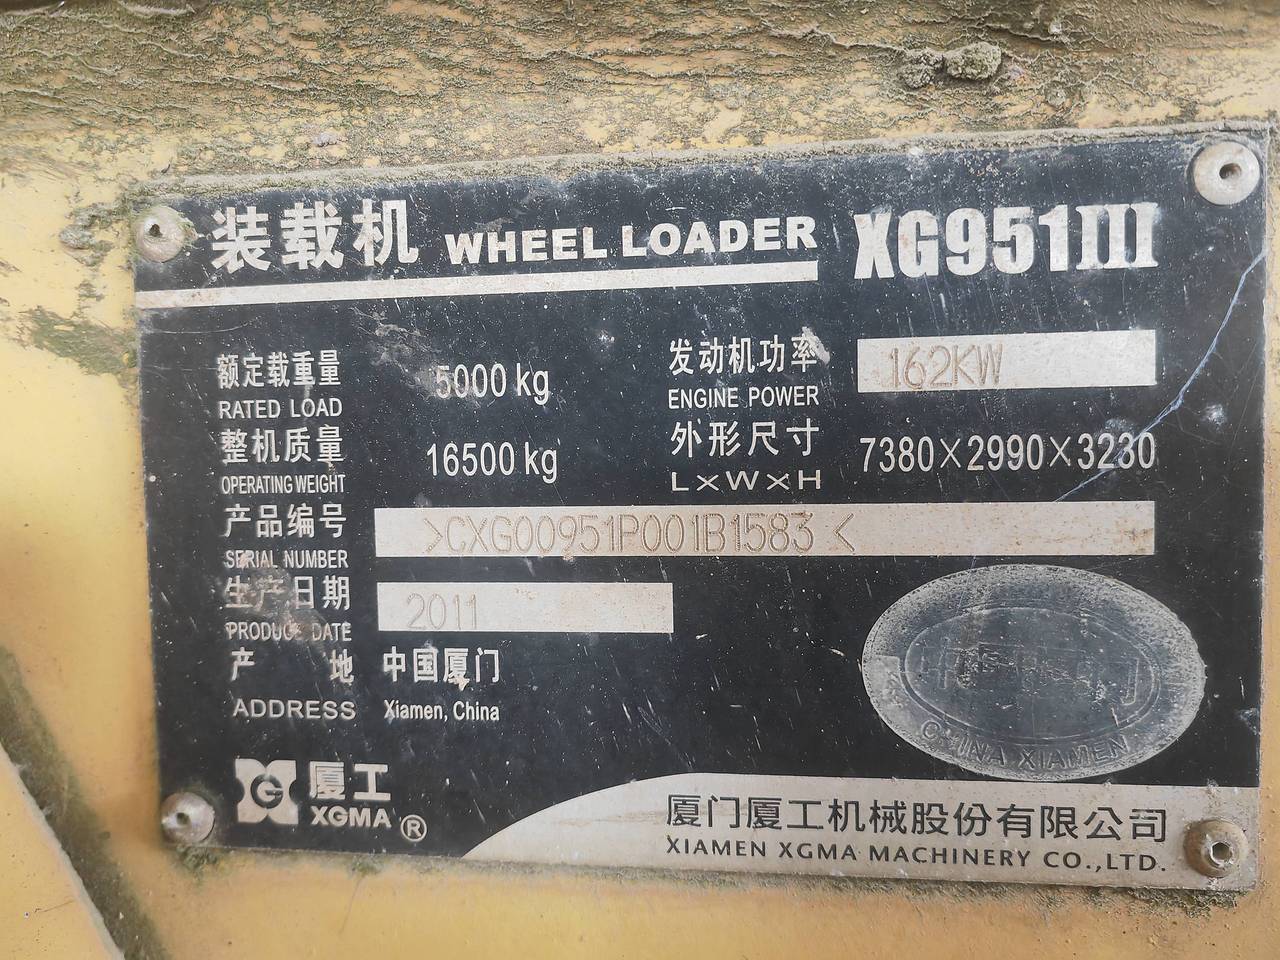 装载机 WHEEL LOADER XG951III
额定载重量 5000 kg 发动机功率 162KW
RATED LOAD ENGINE POWER
整机质量 16500 kg 外形尺寸 7380×2990×3230
OPERATING WEIGHT L×W×H
产品编号 >CXG00951P001B1583<
SERIAL NUMBER
生产日期 2011
PRODUCE DATE
产 地 中国厦门
ADDRESS Xiamen, China
CHINA XIAMEN
厦工
XGMA ®
厦门厦工机械股份有限公司
XIAMEN XGMA MACHINERY CO.,LTD.